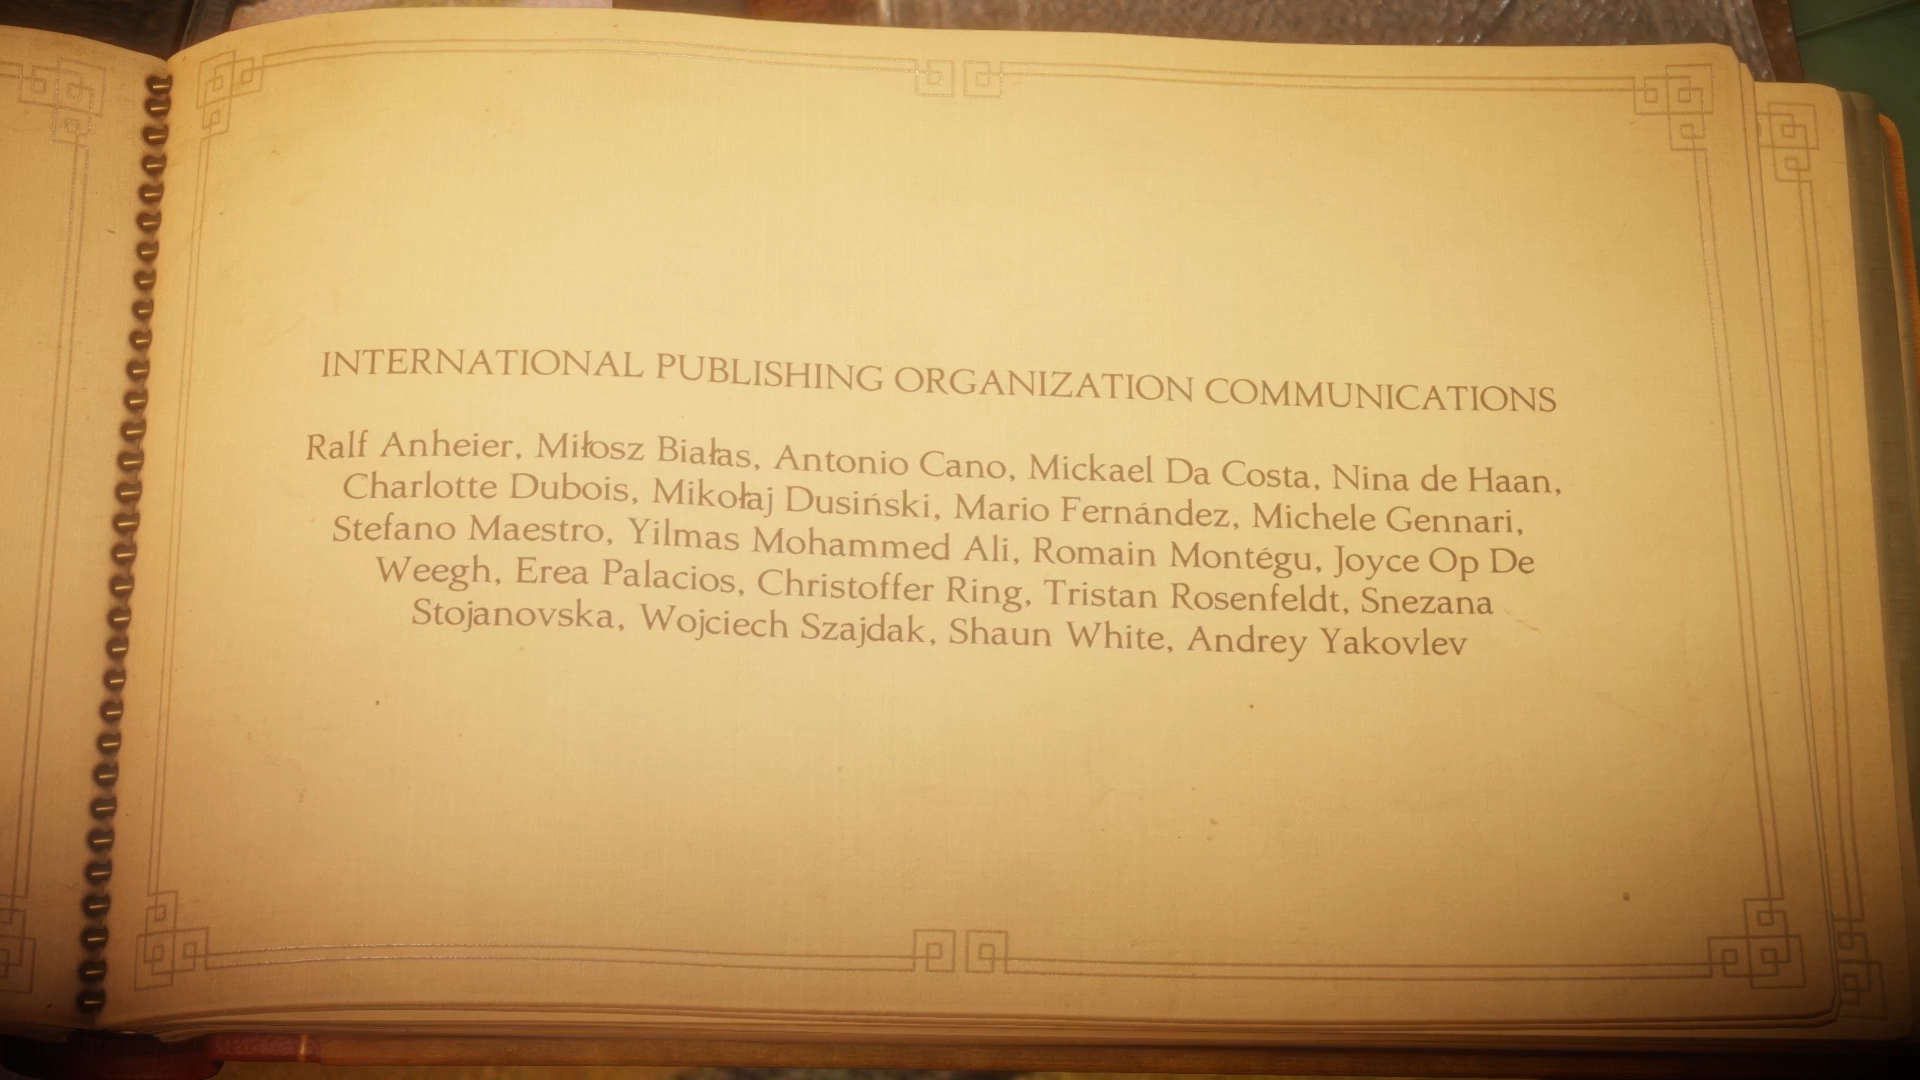 INTERNATIONAL PUBLISHING ORGANIZATION COMMUNICATIONS
Ralf Anheier, Miłosz Białas, Antonio Cano, Mickael Da Costa, Nina de Haan,
Charlotte Dubois, Mikołaj Dusiński, Mario Fernández, Michele Gennari,
Stefano Maestro, Yilmas Mohammed Ali, Romain Montégu, Joyce Op De
Weegh, Erea Palacios, Christoffer Ring, Tristan Rosenfeldt, Snezana
Stojanovska, Wojciech Szajdak, Shaun White, Andrey Yakovlev